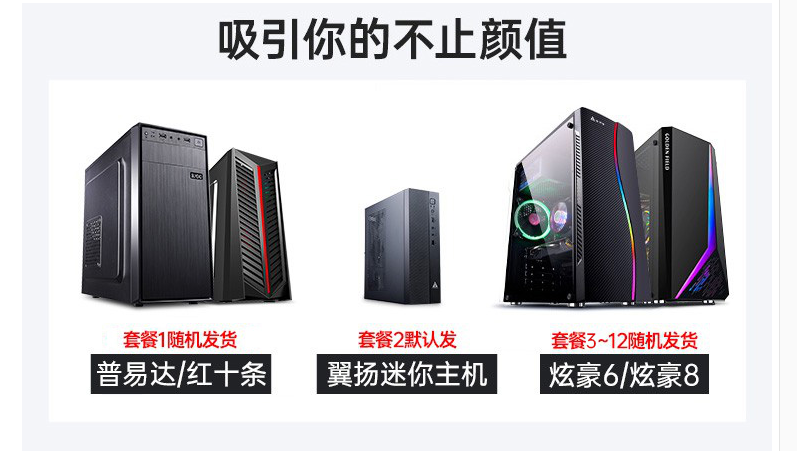 吸引你的不止颜值
GOLDEN FIELD
套餐1随机发货
普易达/红十条
套餐2默认发
翼扬迷你主机
套餐3~12随机发货
炫豪6/炫豪8